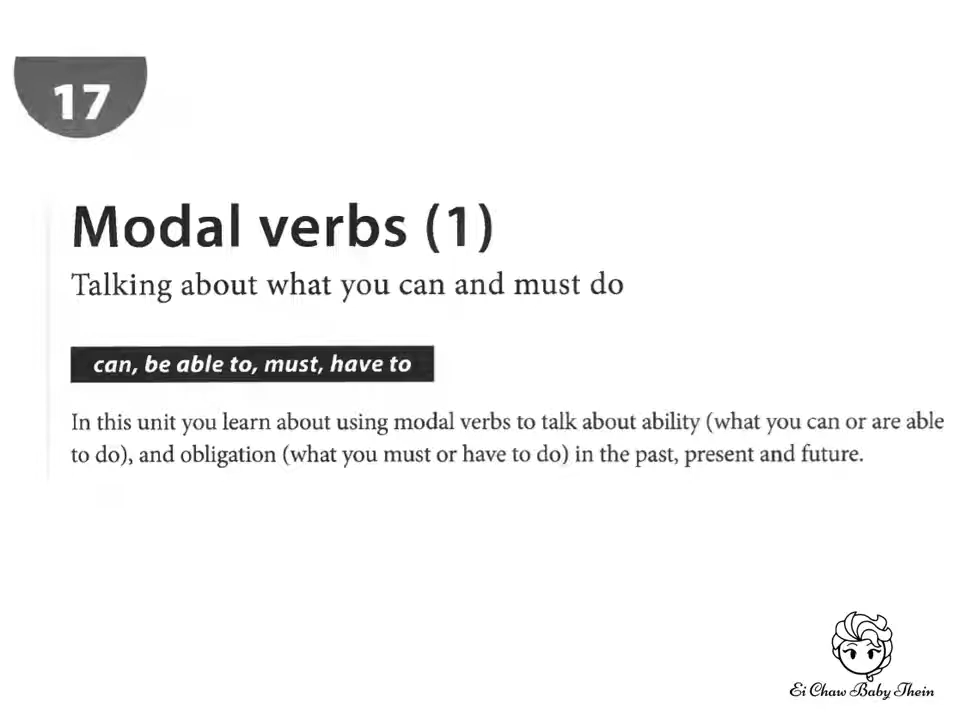 17
Modal verbs (1)
Talking about what you can and must do
can, be able to, must, have to
In this unit you learn about using modal verbs to talk about ability (what you can or are able
to do), and obligation (what you must or have to do) in the past, present and future.
Ei Chaw Baby Thein